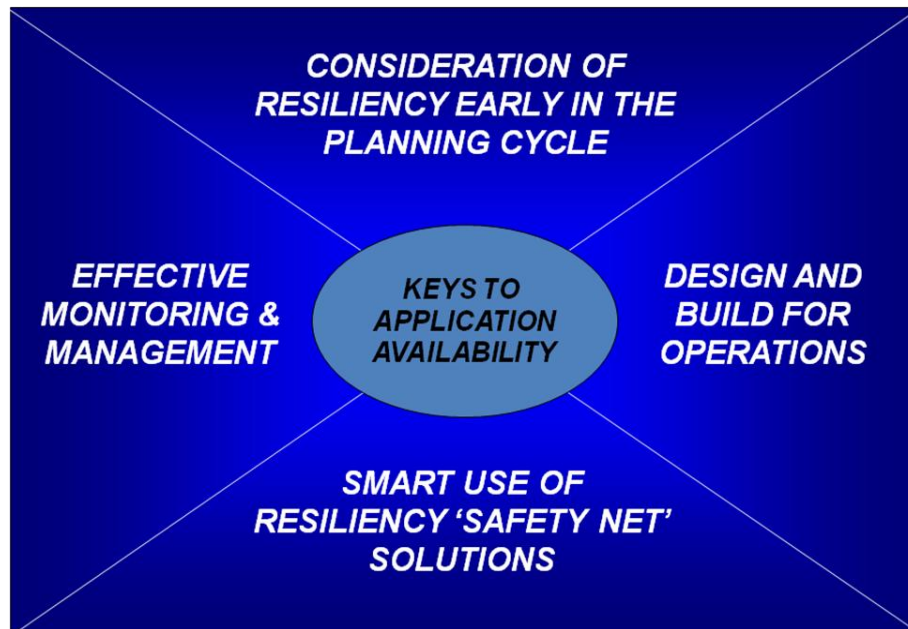 CONSIDERATION OF
RESILIENCY EARLY IN THE
PLANNING CYCLE
EFFECTIVE
MONITORING &
MANAGEMENT
KEYS TO
APPLICATION
AVAILABILITY
DESIGN AND
BUILD FOR
OPERATIONS
SMART USE OF
RESILIENCY ‘SAFETY NET’
SOLUTIONS